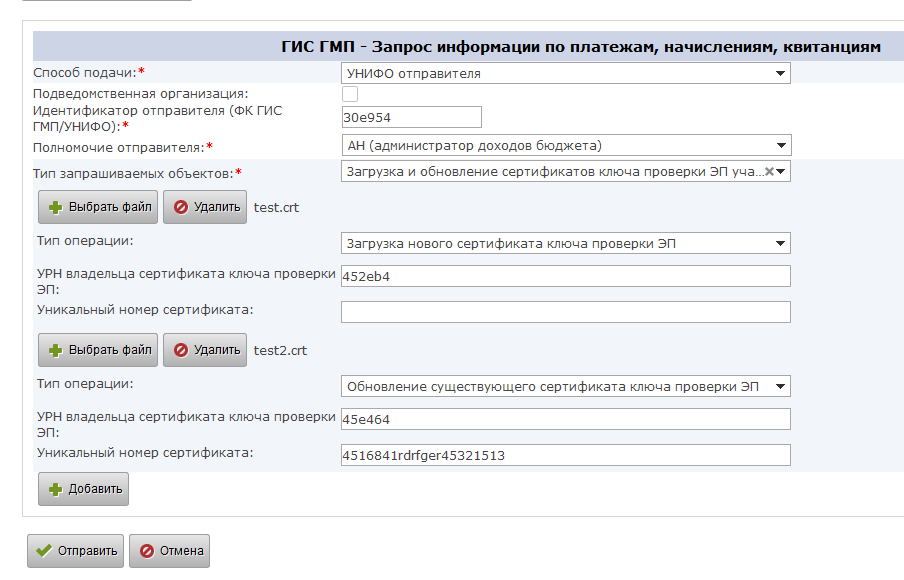 ГИС ГМП - Запрос информации по платежам, начислениям, квитанциям
Способ подачи:* УНИФО отправителя
Подведомственная организация:
Идентификатор отправителя (ФК ГИС
ГМП/УНИФО):* 30e954
Полномочие отправителя:* АН (администратор доходов бюджета)
Тип запрашиваемых объектов:* Загрузка и обновление сертификатов ключа проверки ЭП уча...
Выбрать файл Удалить test.crt
Тип операции: Загрузка нового сертификата ключа проверки ЭП
УРН владельца сертификата ключа проверки
ЭП: 452eb4
Уникальный номер сертификата:
Выбрать файл Удалить test2.crt
Тип операции: Обновление существующего сертификата ключа проверки ЭП
УРН владельца сертификата ключа проверки
ЭП: 45e464
Уникальный номер сертификата: 4516841rdrfger45321513
Добавить
Отправить Отмена